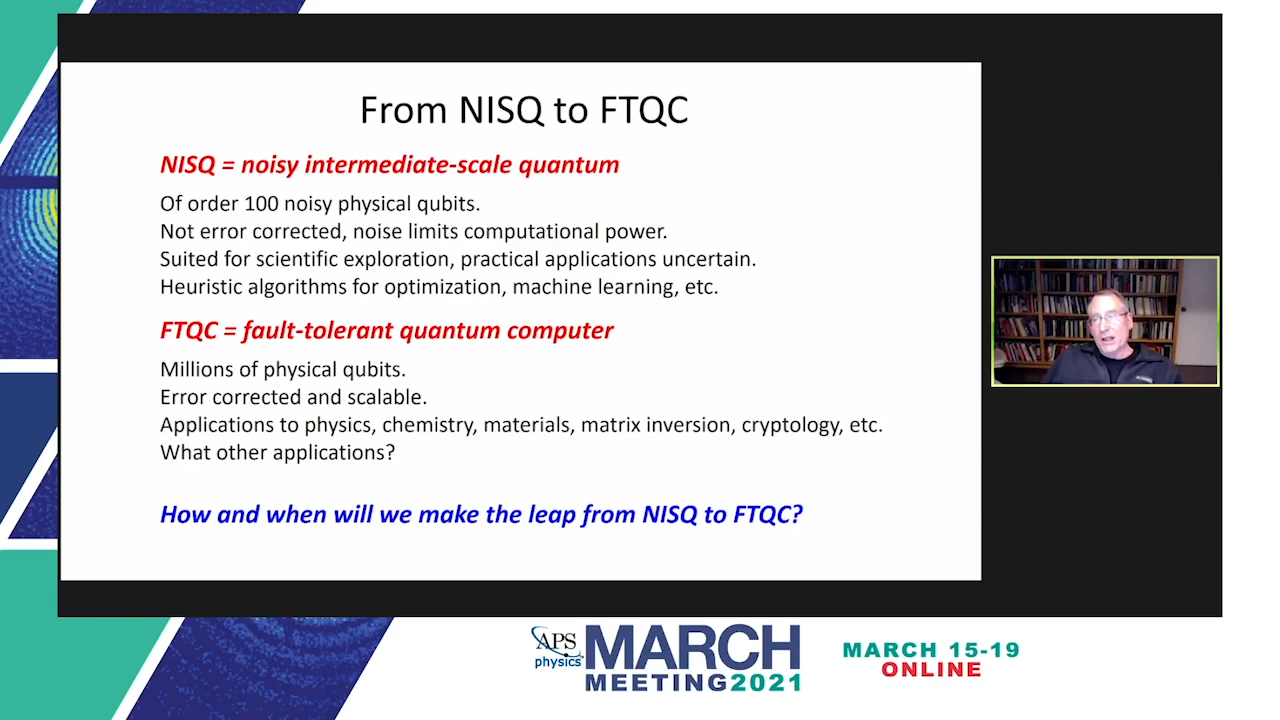 From NISQ to FTQC
NISQ = noisy intermediate-scale quantum
Of order 100 noisy physical qubits.
Not error corrected, noise limits computational power.
Suited for scientific exploration, practical applications uncertain.
Heuristic algorithms for optimization, machine learning, etc.
FTQC = fault-tolerant quantum computer
Millions of physical qubits.
Error corrected and scalable.
Applications to physics, chemistry, materials, matrix inversion, cryptology, etc.
What other applications?
How and when will we make the leap from NISQ to FTQC?
APS
physics
MARCH
MEETING2021
MARCH 15-19
ONLINE